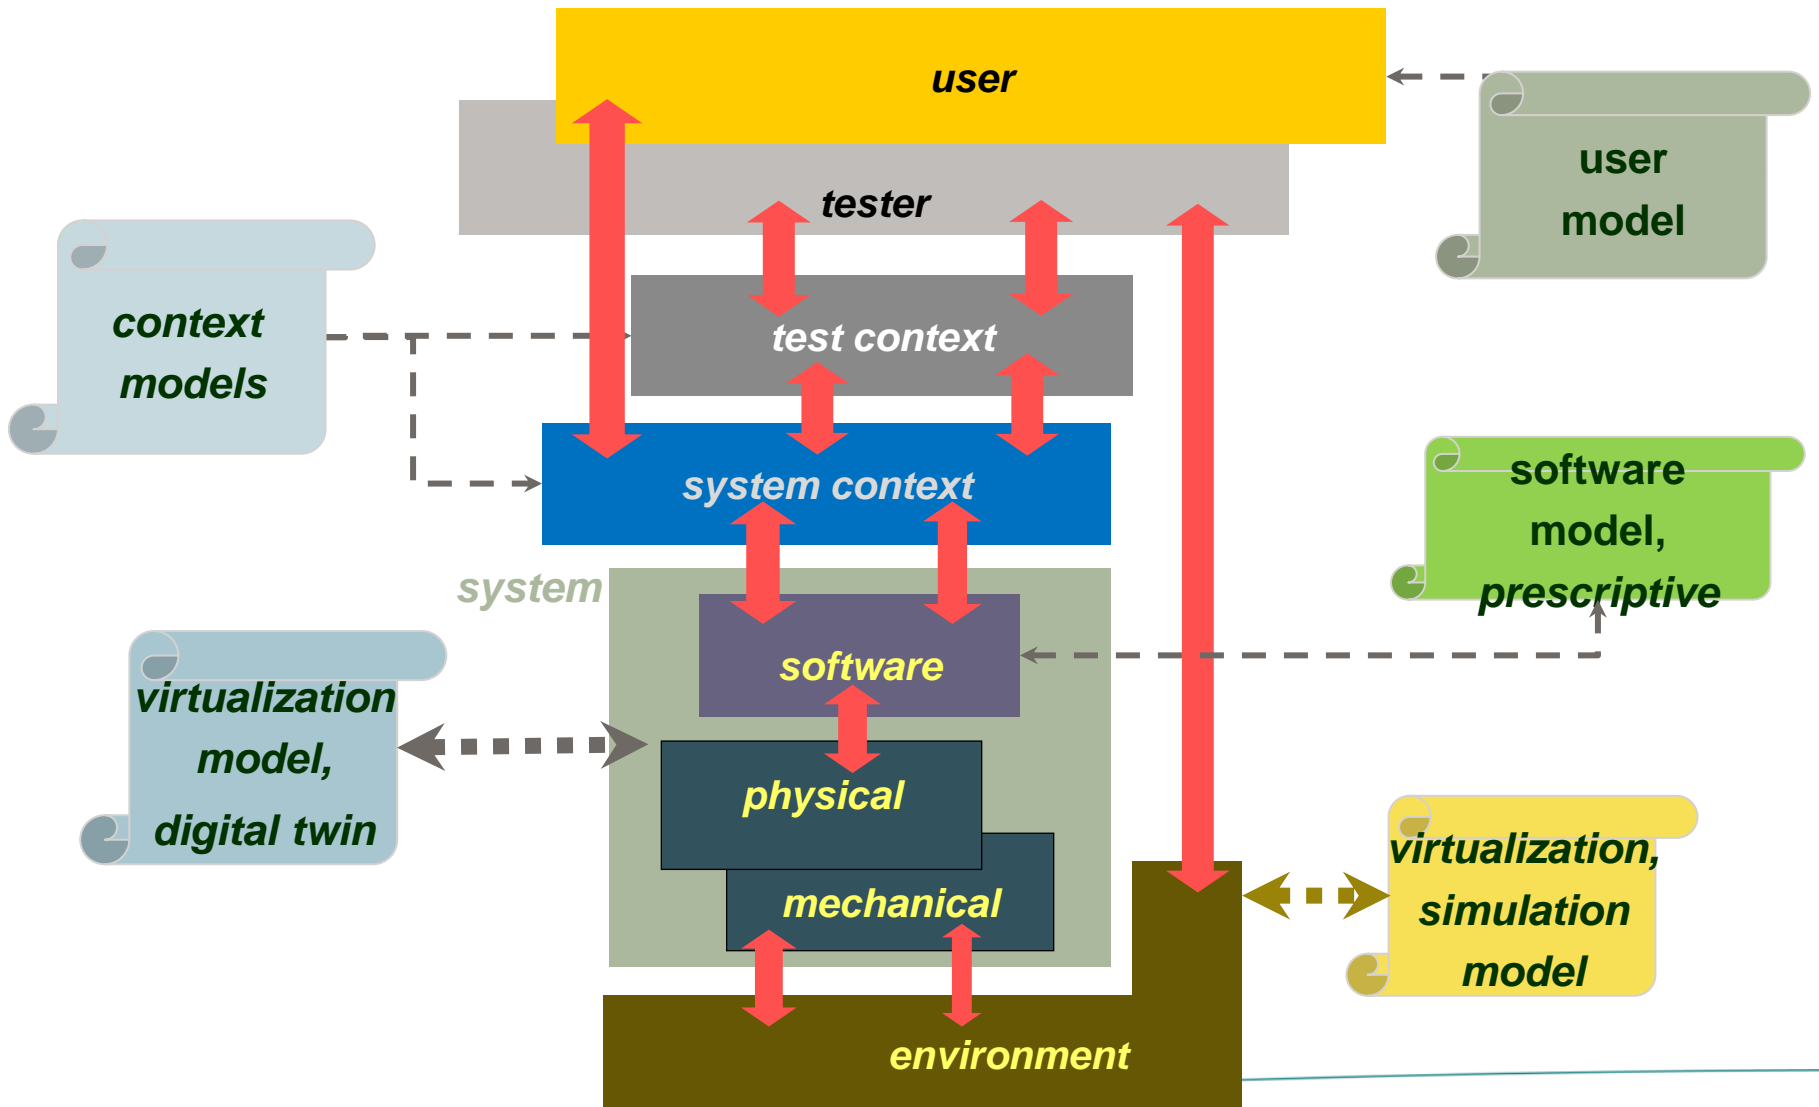 user
user
model
tester
context
models
test context
system context
software
model,
prescriptive
system
software
virtualization
model,
digital twin
physical
mechanical
virtualization,
simulation
model
environment